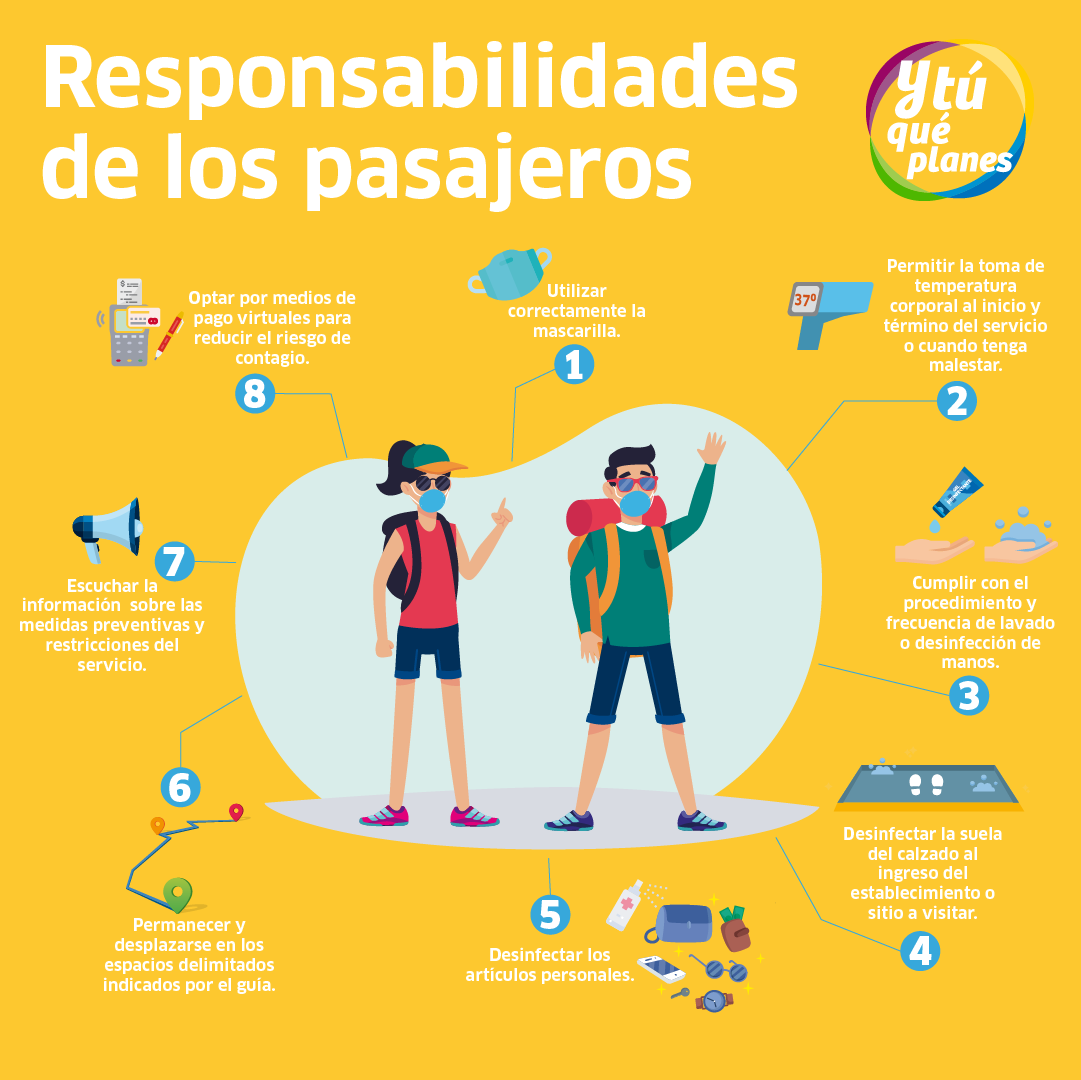 Responsabilidades
de los pasajeros
Y tú
qué
planes
Utilizar
correctamente la
mascarilla.
1
37º
Permitir la toma de
temperatura
corporal al inicio y
término del servicio
o cuando tenga
malestar.
2
Cumplir con el
procedimiento y
frecuencia de lavado
o desinfección de
manos.
3
Desinfectar la suela
del calzado al
ingreso del
establecimiento o
sitio a visitar.
4
5
Desinfectar los
artículos personales.
6
Permanecer y
desplazarse en los
espacios delimitados
indicados por el guía.
7
Escuchar la
información sobre las
medidas preventivas y
restricciones del
servicio.
Optar por medios de
pago virtuales para
reducir el riesgo de
contagio.
8